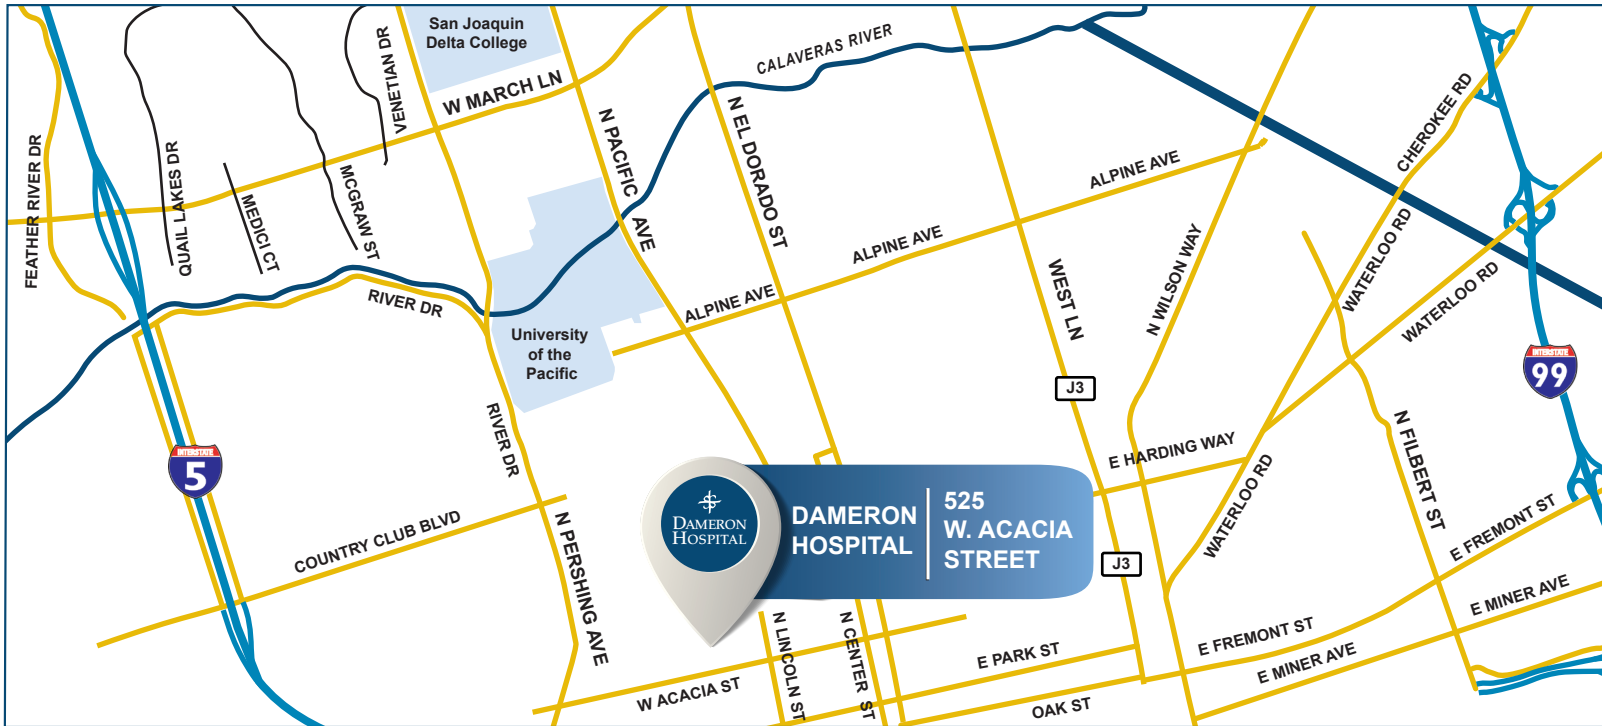 San Joaquin
Delta College
CALAVERAS RIVER
VENETIAN DR
W MARCH LN
N PACIFIC
AVE
N EL DORADO ST
CHEROKEE RD
FEATHER RIVER DR
QUAIL LAKES DR
MEDICI CT
MCGRAW ST
ALPINE AVE
ALPINE AVE
ALPINE AVE
WEST LN
N WILSON WAY
WATERLOO RD
WATERLOO RD
RIVER DR
University
of the
Pacific
INTERSTATE
99
J3
RIVER DR
INTERSTATE
5
E HARDING WAY
N FILBERT ST
WATERLOO RD
COUNTRY CLUB BLVD
N PERSHING AVE
DAMERON
HOSPITAL
DAMERON
HOSPITAL
525
W. ACACIA
STREET
J3
E FREMONT ST
E MINER AVE
N LINCOLN ST
N CENTER ST
E FREMONT ST
E PARK ST
E MINER AVE
W ACACIA ST
OAK ST